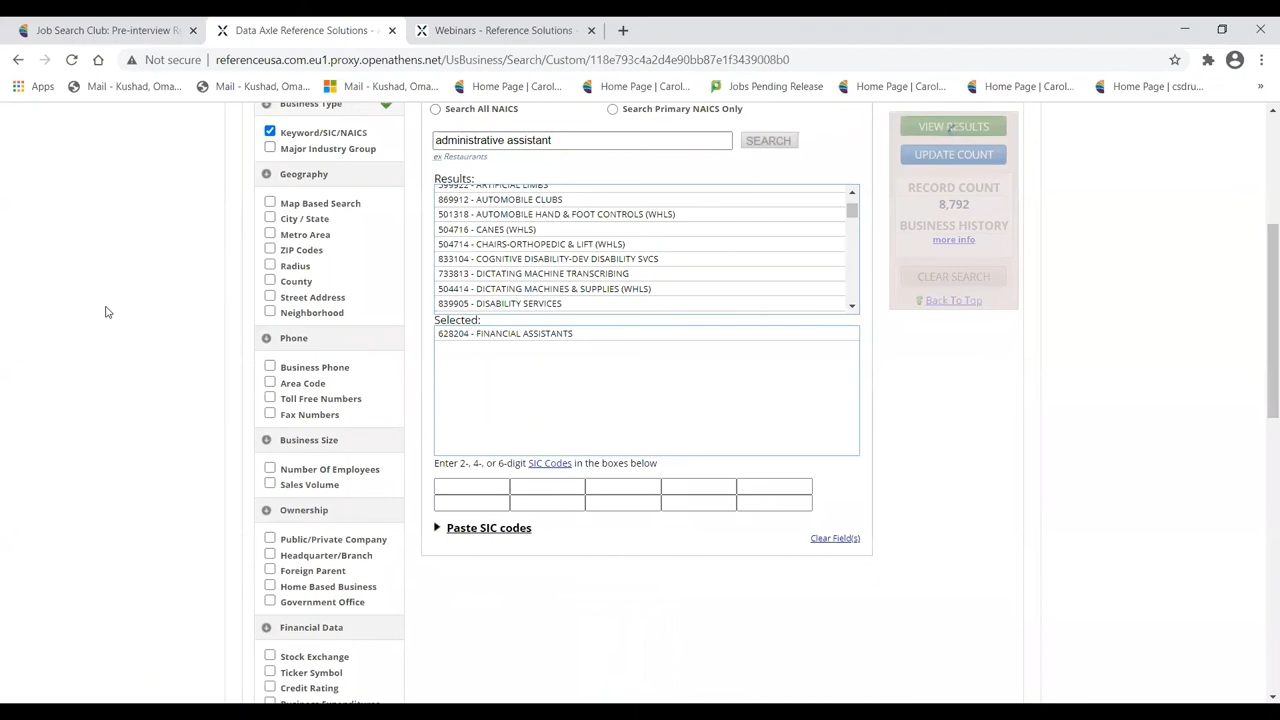 Job Search Club: Pre-interview R
Data Axle Reference Solutions -
Webinars - Reference Solutions -
Not secure
referenceusa.com.eu1.proxy.openathens.net/UsBusiness/Search/Custom/118e793c4a2d4e90bb87e1f3439008b0
Apps
Mail - Kushad, Oma...
Mail - Kushad, Oma...
Mail - Kushad, Oma...
Home Page | Carol...
Home Page | Carol...
Jobs Pending Release
Home Page | Carol...
Home Page | Carol...
Home Page | csdru...
Business Type
Search All NAICS
Search Primary NAICS Only
VIEW RESULTS
Keyword/SIC/NAICS
administrative assistant
SEARCH
Major Industry Group
ex Restaurants
UPDATE COUNT
Geography
Results:
599922 - ARTIFICIAL LIMBS
RECORD COUNT
Map Based Search
869912 - AUTOMOBILE CLUBS
8,792
City / State
501318 - AUTOMOBILE HAND & FOOT CONTROLS (WHLS)
BUSINESS HISTORY
Metro Area
504716 - CANES (WHLS)
more info
ZIP Codes
504714 - CHAIRS-ORTHOPEDIC & LIFT (WHLS)
Radius
833104 - COGNITIVE DISABILITY-DEV DISABILITY SVCS
County
733813 - DICTATING MACHINE TRANSCRIBING
CLEAR SEARCH
Street Address
504414 - DICTATING MACHINES & SUPPLIES (WHLS)
Back To Top
Neighborhood
839905 - DISABILITY SERVICES
Selected:
Phone
628204 - FINANCIAL ASSISTANTS
Business Phone
Area Code
Toll Free Numbers
Fax Numbers
Business Size
Enter 2-, 4-, or 6-digit SIC Codes in the boxes below
Number Of Employees
Sales Volume
Ownership
Paste SIC codes
Public/Private Company
Clear Field(s)
Headquarter/Branch
Foreign Parent
Home Based Business
Government Office
Financial Data
Stock Exchange
Ticker Symbol
Credit Rating